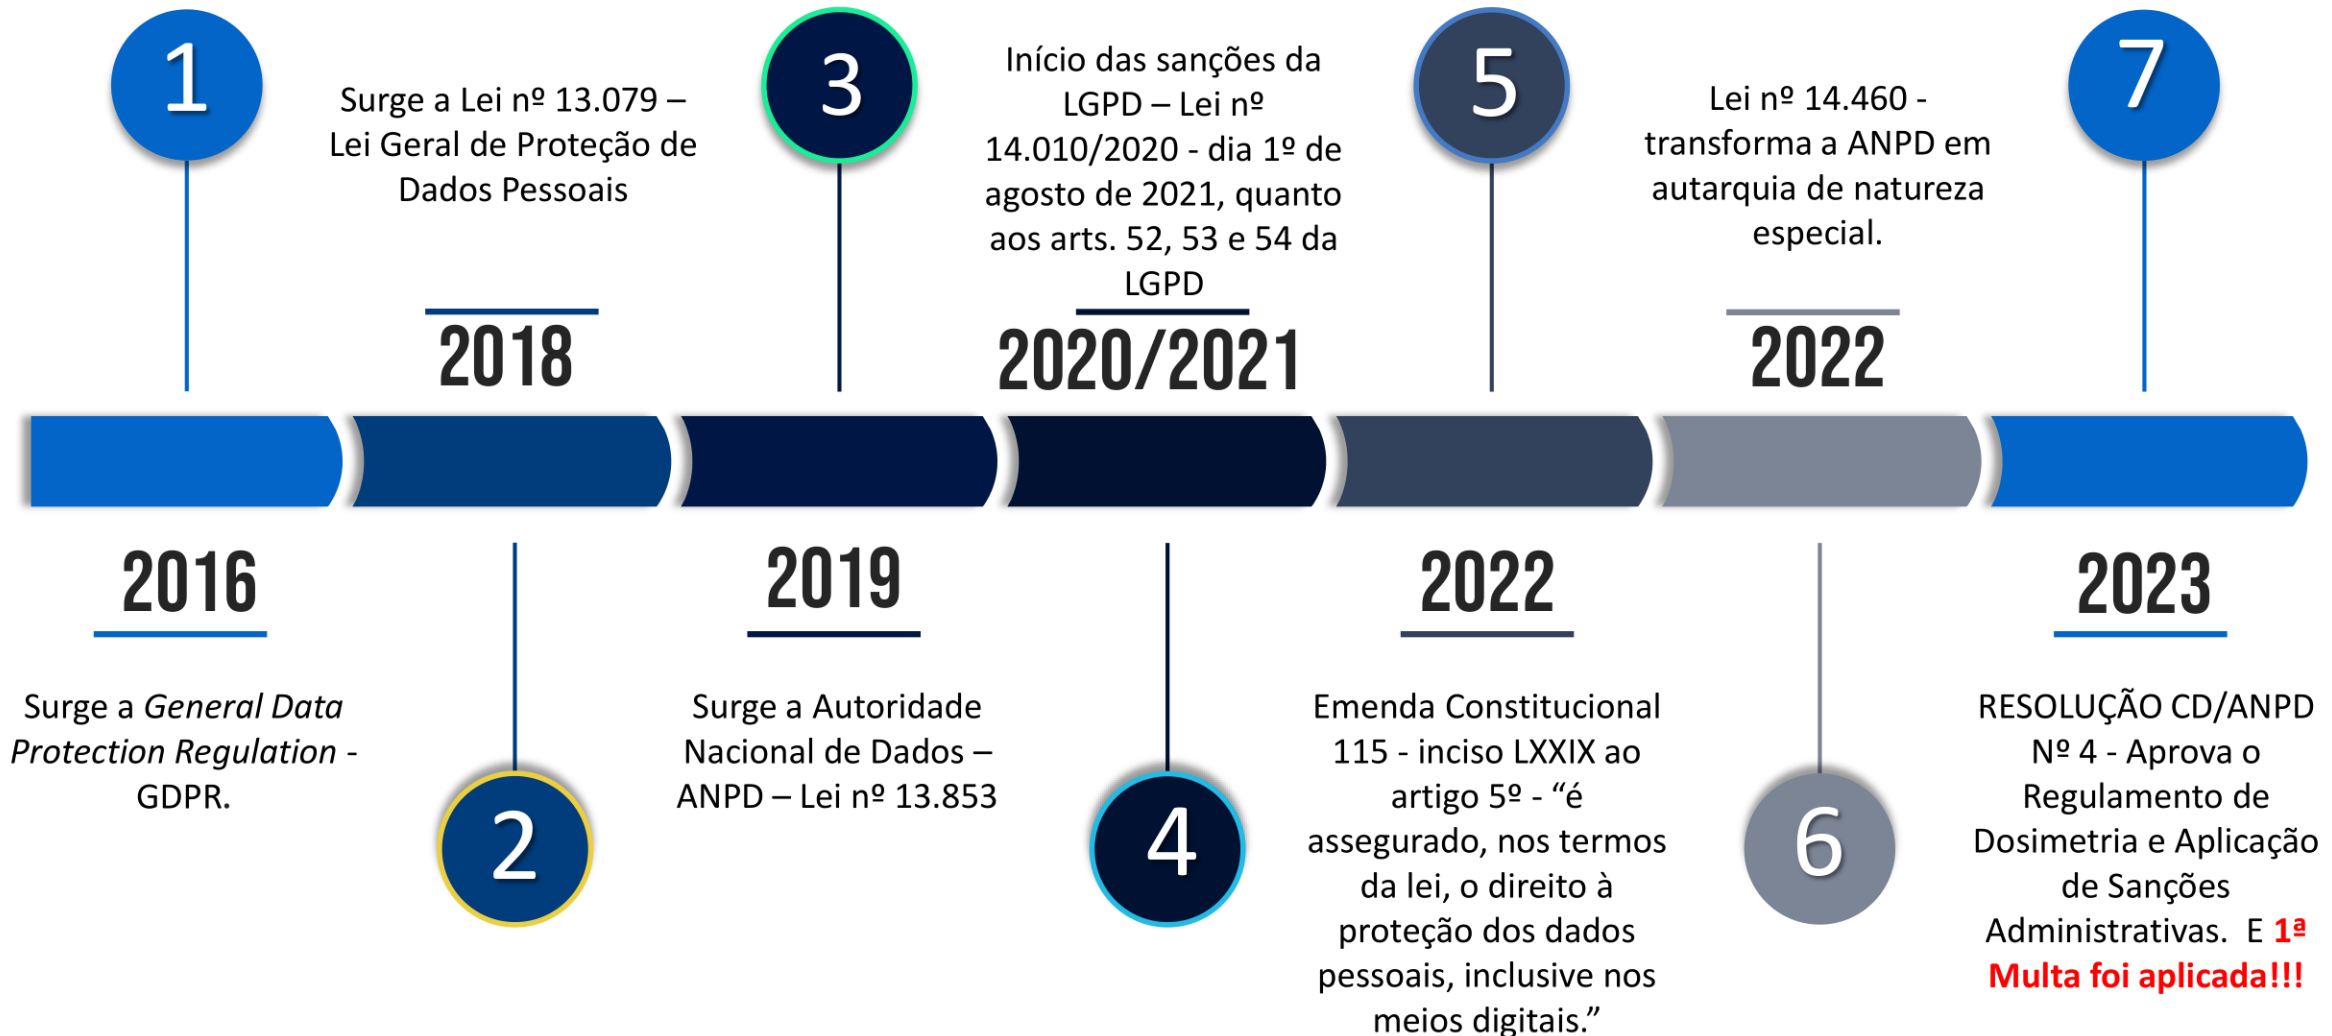 1
2016
Surge a General Data
Protection Regulation -
GDPR.
Surge a Lei nº 13.079 –
Lei Geral de Proteção de
Dados Pessoais
2018
2
3
2019
Surge a Autoridade
Nacional de Dados –
ANPD – Lei nº 13.853
Início das sanções da
LGPD – Lei nº
14.010/2020 - dia 1º de
agosto de 2021, quanto
aos arts. 52, 53 e 54 da
LGPD
2020/2021
4
5
2022
Emenda Constitucional
115 - inciso LXXIX ao
artigo 5º - “é
assegurado, nos termos
da lei, o direito à
proteção dos dados
pessoais, inclusive nos
meios digitais.”
Lei nº 14.460 -
transforma a ANPD em
autarquia de natureza
especial.
2022
6
7
2023
RESOLUÇÃO CD/ANPD
Nº 4 - Aprova o
Regulamento de
Dosimetria e Aplicação
de Sanções
Administrativas. E 1ª
Multa foi aplicada!!!